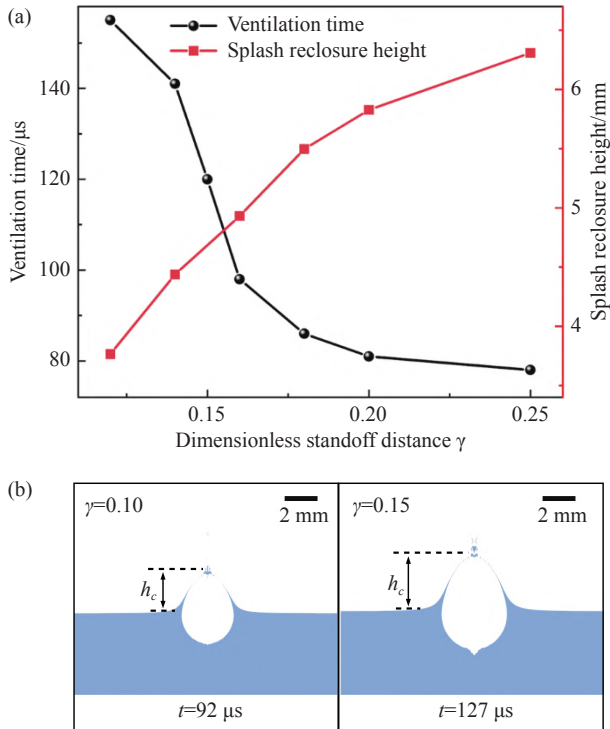 (a)
Ventilation time
Splash reclosure height
140
120
100
80
Ventilation time/μs
6
5
4
Splash reclosure height/mm
0.15
0.20
0.25
Dimensionless standoff distance γ
(b)
γ=0.10
2 mm
h_c
t=92 μs
γ=0.15
2 mm
h_c
t=127 μs